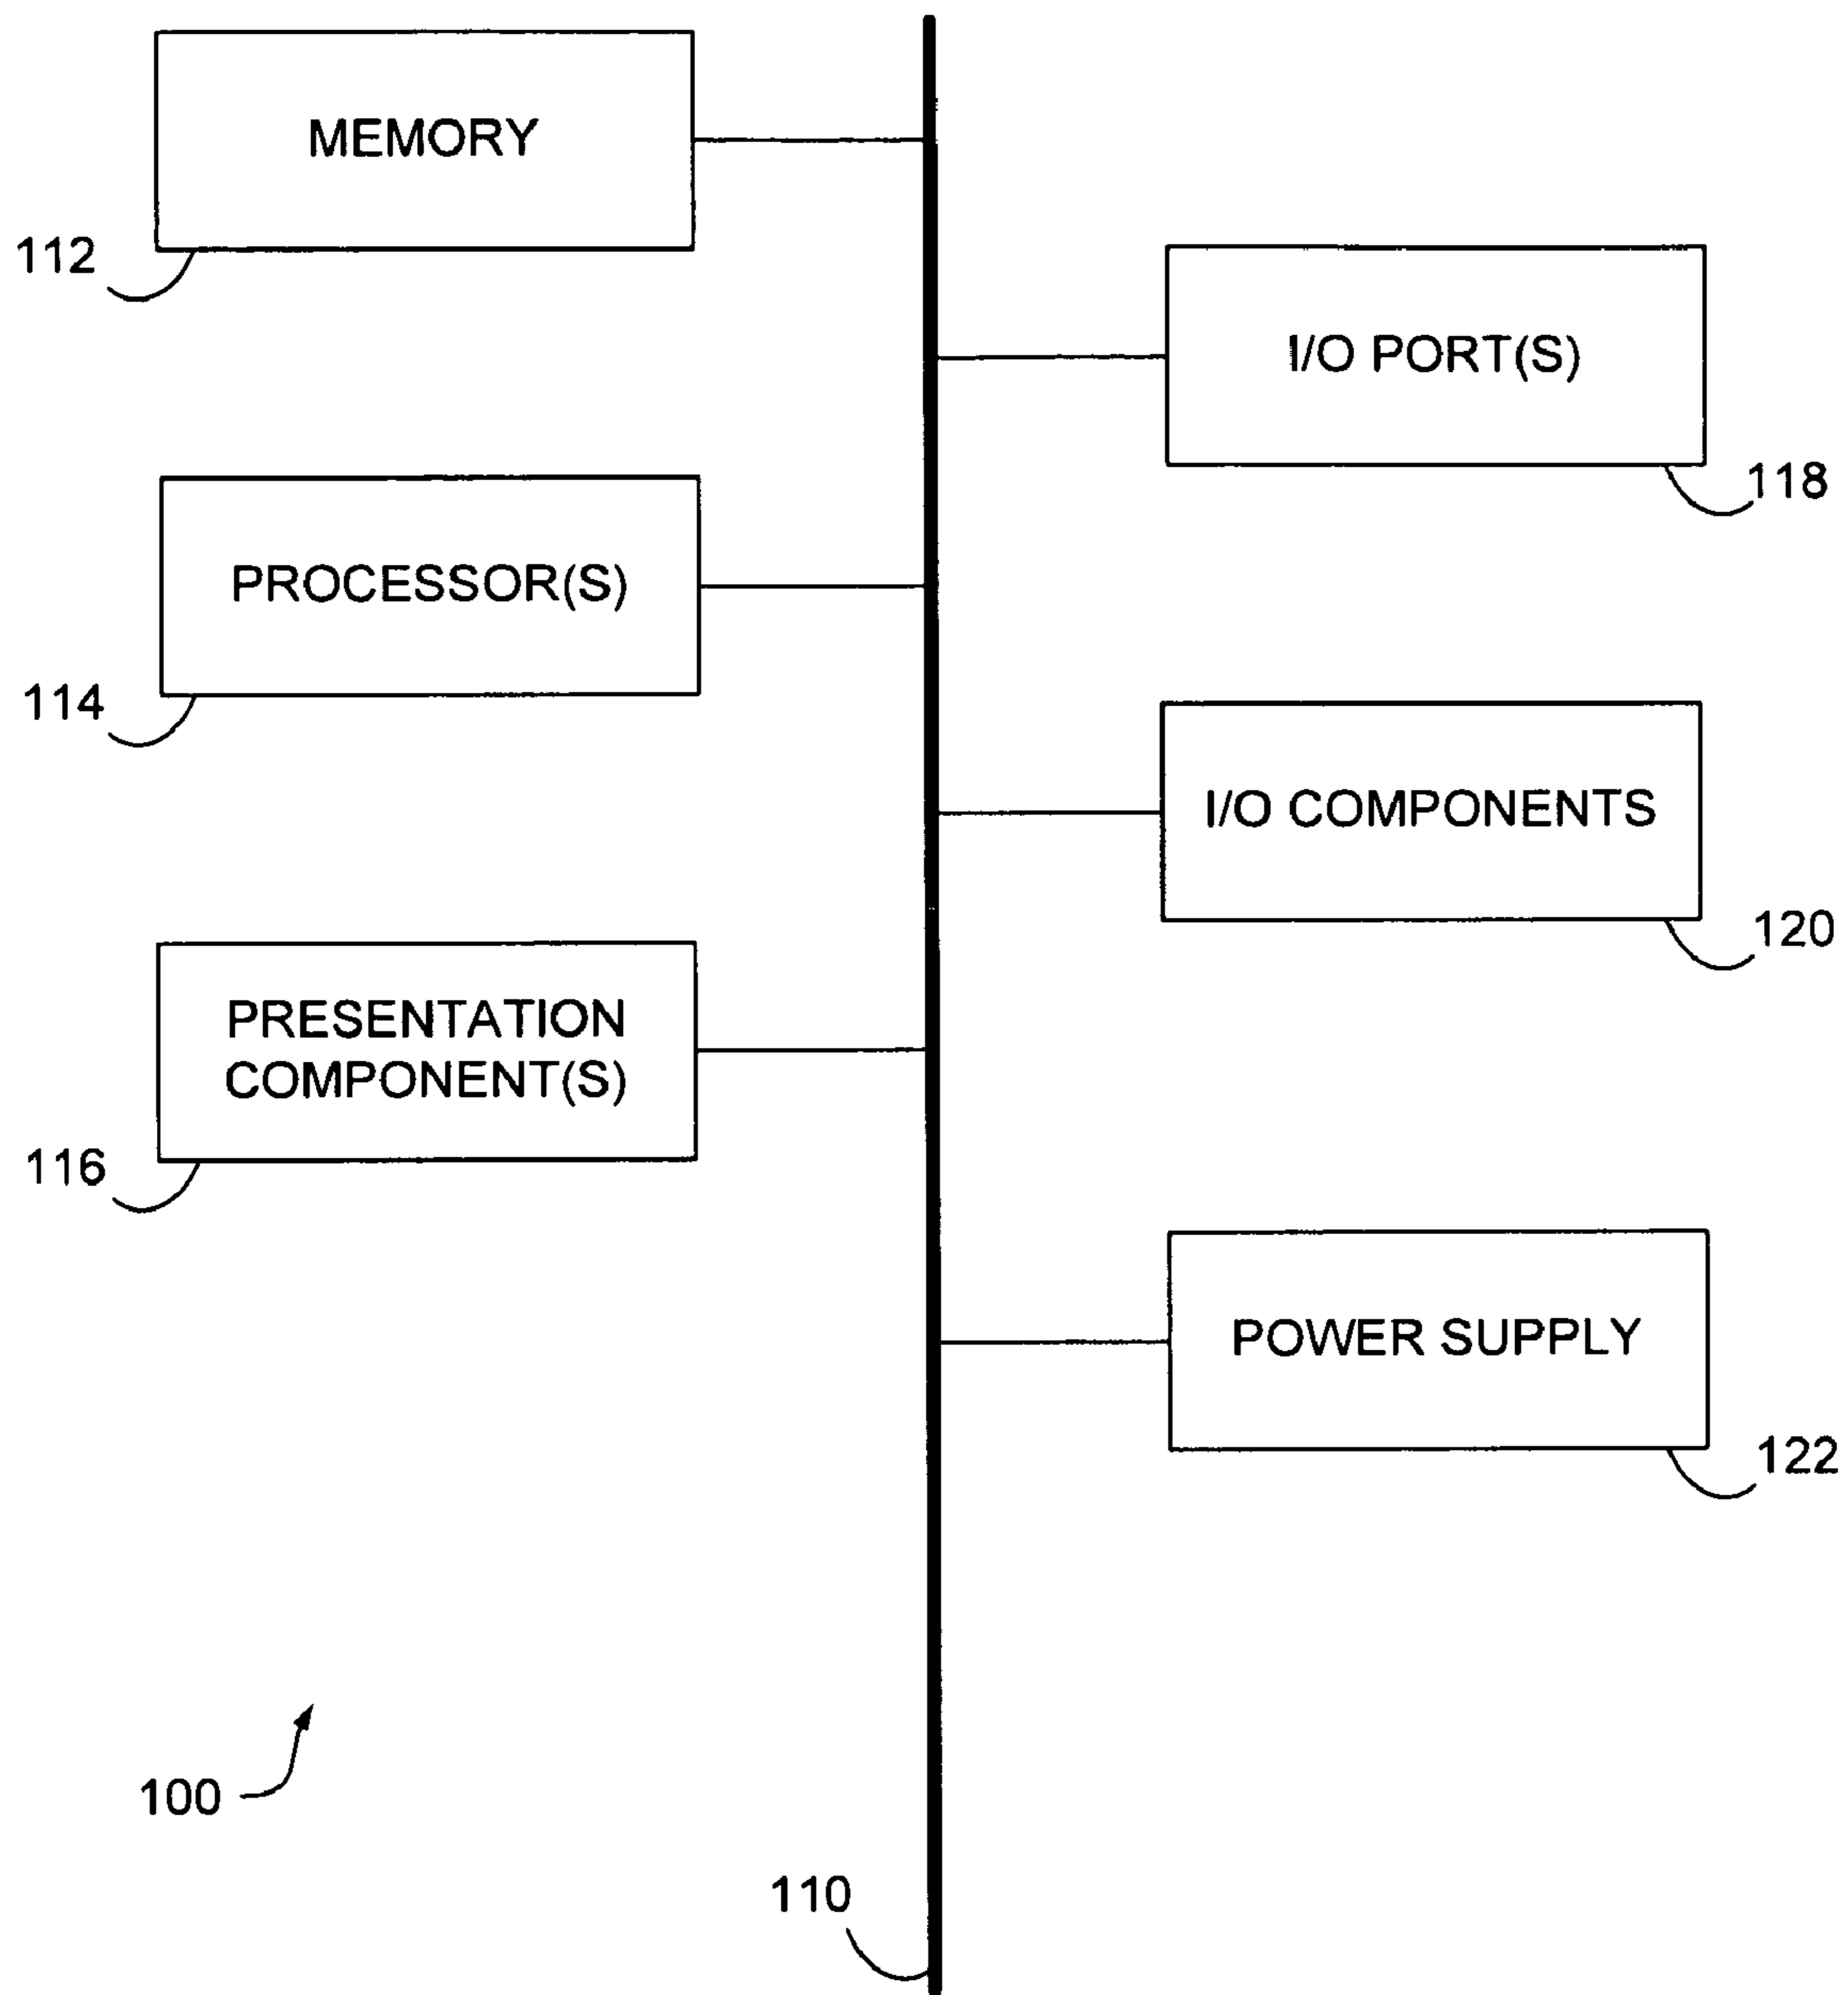 MEMORY
112
I/O PORT(S)
118
PROCESSOR(S)
114
I/O COMPONENTS
120
PRESENTATION
COMPONENT(S)
116
POWER SUPPLY
122
100
110